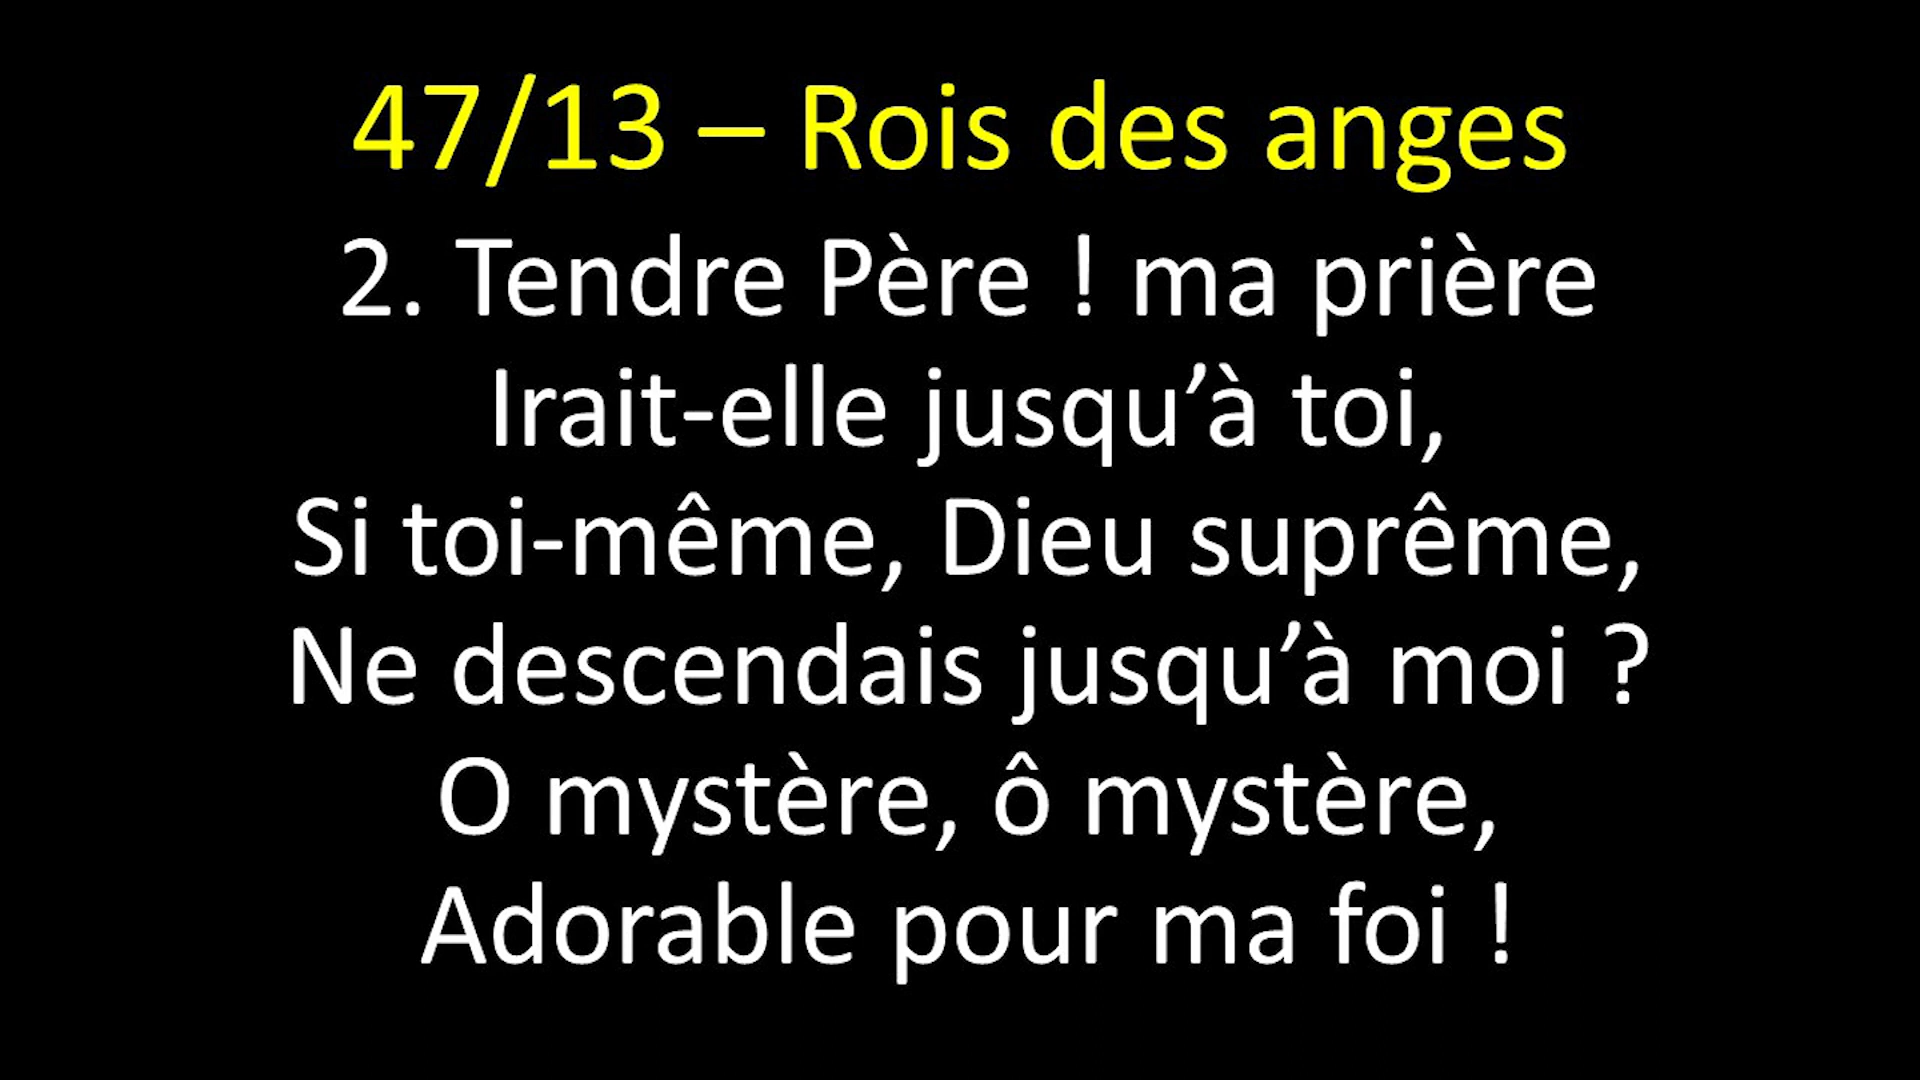 47/13 – Rois des anges
2. Tendre Père ! ma prière
Irait-elle jusqu’à toi,
Si toi-même, Dieu suprême,
Ne descendais jusqu’à moi ?
O mystère, ô mystère,
Adorable pour ma foi !